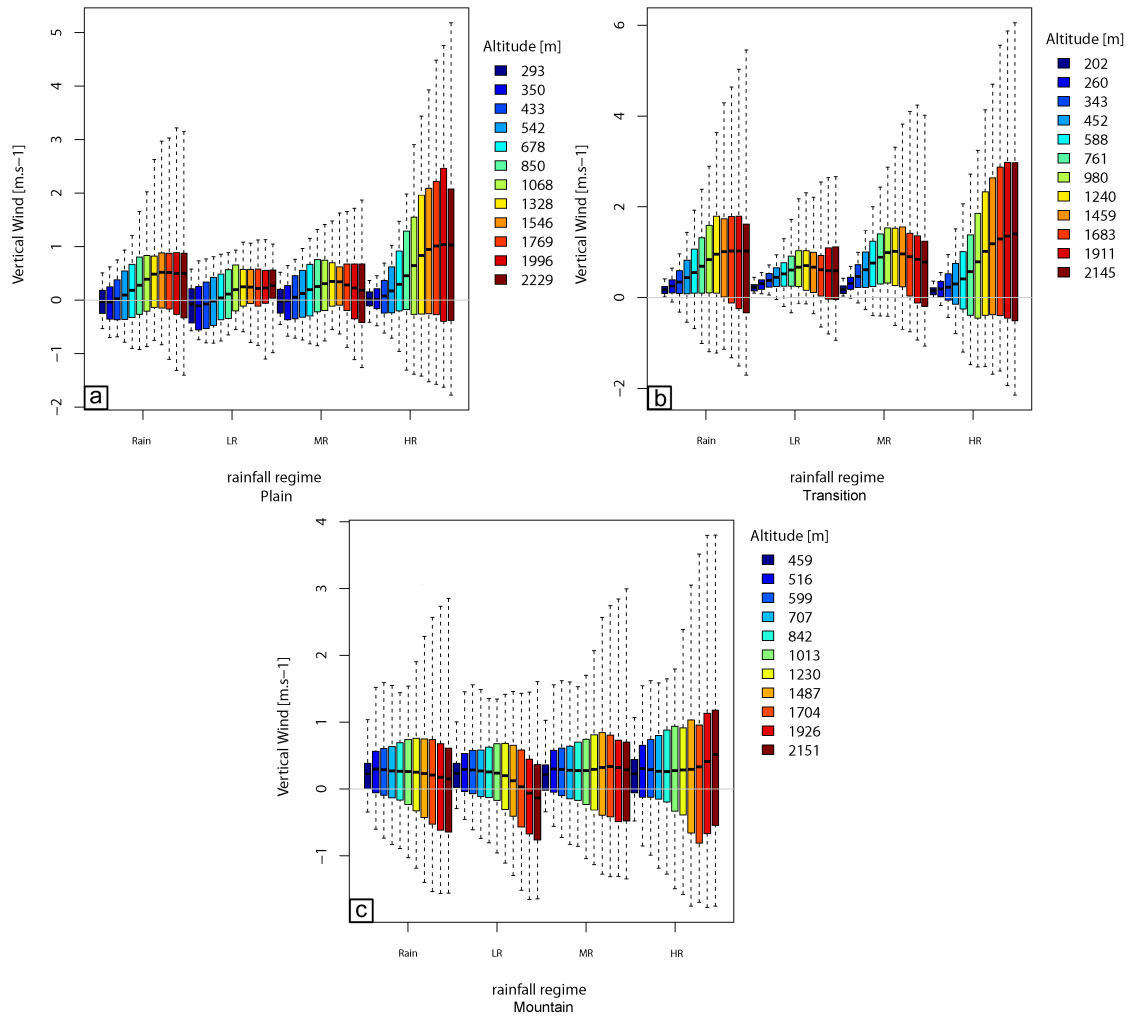 Vertical Wind [m.s−1]
5
4
3
2
1
0
−1
−2
a
Rain
LR
MR
HR
rainfall regime
Plain
Altitude [m]
293
350
433
542
678
850
1068
1328
1546
1769
1996
2229
Vertical Wind [m.s−1]
6
4
2
0
−2
b
Rain
LR
MR
HR
rainfall regime
Transition
Altitude [m]
202
260
343
452
588
761
980
1240
1459
1683
1911
2145
Vertical Wind [m.s−1]
4
3
2
1
0
−1
c
Rain
LR
MR
HR
rainfall regime
Mountain
Altitude [m]
459
516
599
707
842
1013
1230
1487
1704
1926
2151